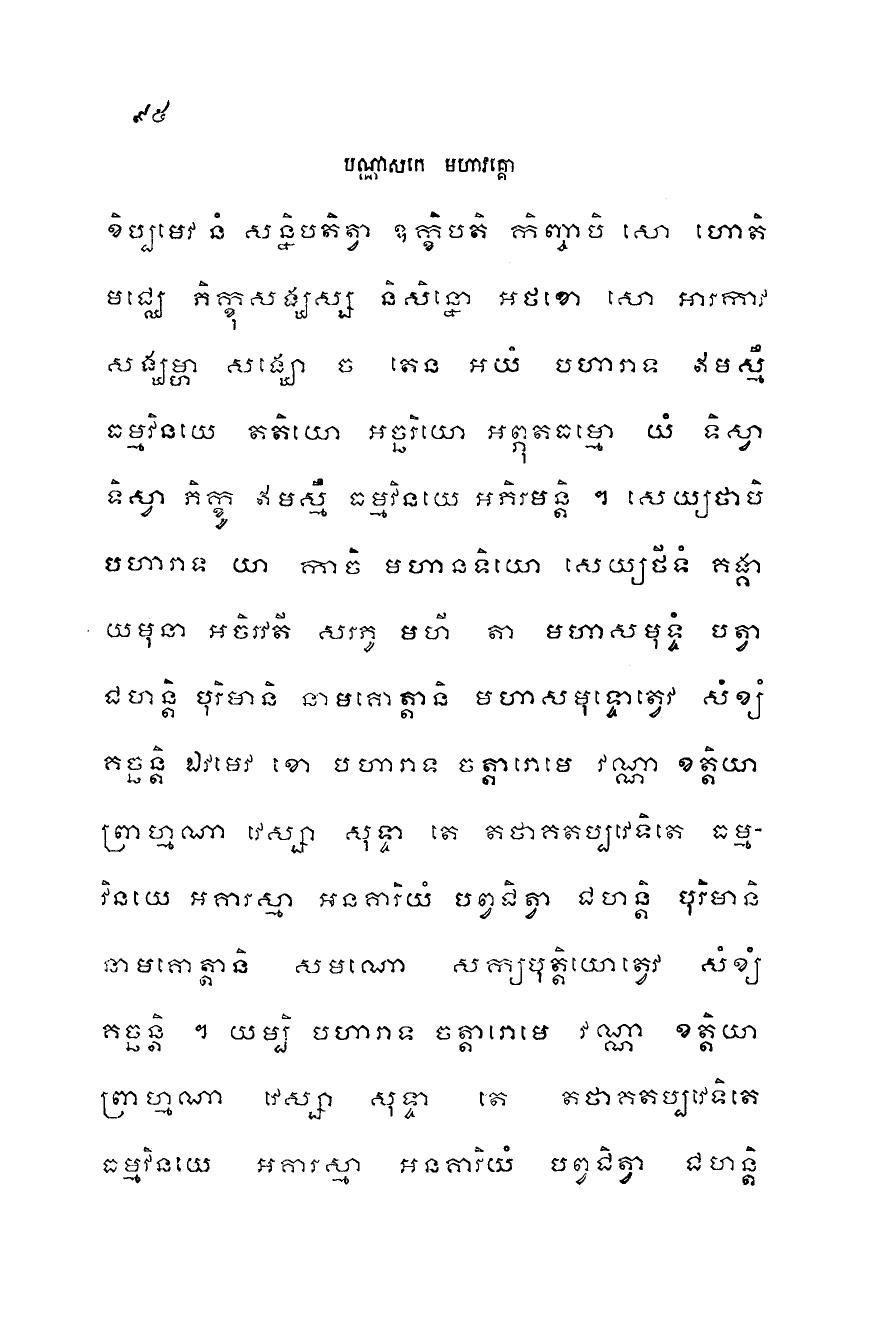 ៩៥
បណ្ណាសកេ មហាវគ្គោ
ខិប្បមេវ នំ សន្និបតិត្វា ឧក្ខិបតិ កិញ្ចាបិ សោ ហោតិ
មជ្ឈេ ភិក្ខុសង្ឃស្ស និសិន្នោ អថខោ សោ អារកាវ
សង្ឃម្ហា សង្ឃោ ច តេន អយំ បហារាទ ឥមស្មឹ
ធម្មវិនយេ តតិយោ អច្ឆរិយោ អព្ភុតធម្មោ យំ ទិស្វា
ទិស្វា ភិក្ខូ ឥមស្មឹ ធម្មវិនយេ អភិរមន្តិ ។ សេយ្យថាបិ
បហារាទ យា កាចិ មហានទិយោ សេយ្យថីទំ គង្គា
យមុនា អចិរវតី សរភូ មហី តា មហាសមុទ្ទំ បត្វា
ជហន្តិ បុរិមានិ នាមគោត្តានិ មហាសមុទ្ទោត្វេវ សំខ្យំ
គច្ឆន្តិ ឯវមេវ ខោ បហារាទ ចត្តារោមេ វណ្ណា ខត្តិយា
ព្រាហ្មណា វេស្សា សុទ្ទា តេ តថាគតប្បវេទិតេ ធម្ម-
វិនយេ អគារស្មា អនគារិយំ បព្វជិត្វា ជហន្តិ បុរិមានិ
នាមគោត្តានិ សមណោ សក្យបុត្តិយោត្វេវ សំខ្យំ
គច្ឆន្តិ ។ យម្បិ បហារាទ ចត្តារោមេ វណ្ណា ខត្តិយា
ព្រាហ្មណា វេស្សា សុទ្ទា តេ តថាគតប្បវេទិតេ
ធម្មវិនយេ អគារស្មា អនគារិយំ បព្វជិត្វា ជហន្តិ